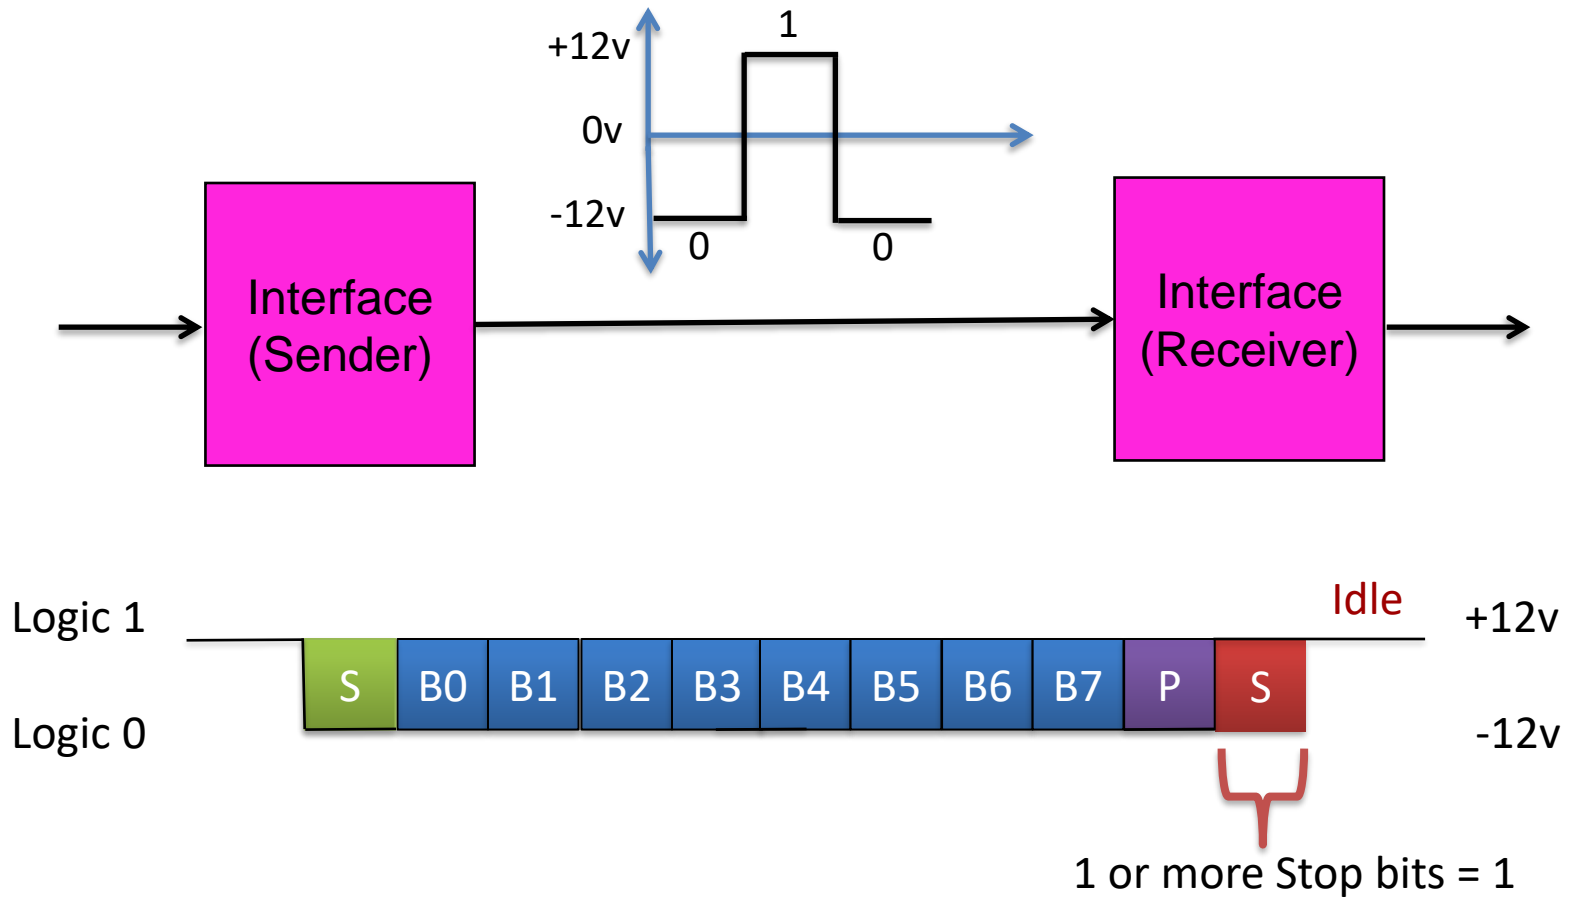 1
+12v
0v
-12v
0
0
Interface
(Sender)
Interface
(Receiver)
Idle
Logic 1
+12v
S B0 B1 B2 B3 B4 B5 B6 B7 P S
Logic 0
-12v
1 or more Stop bits = 1